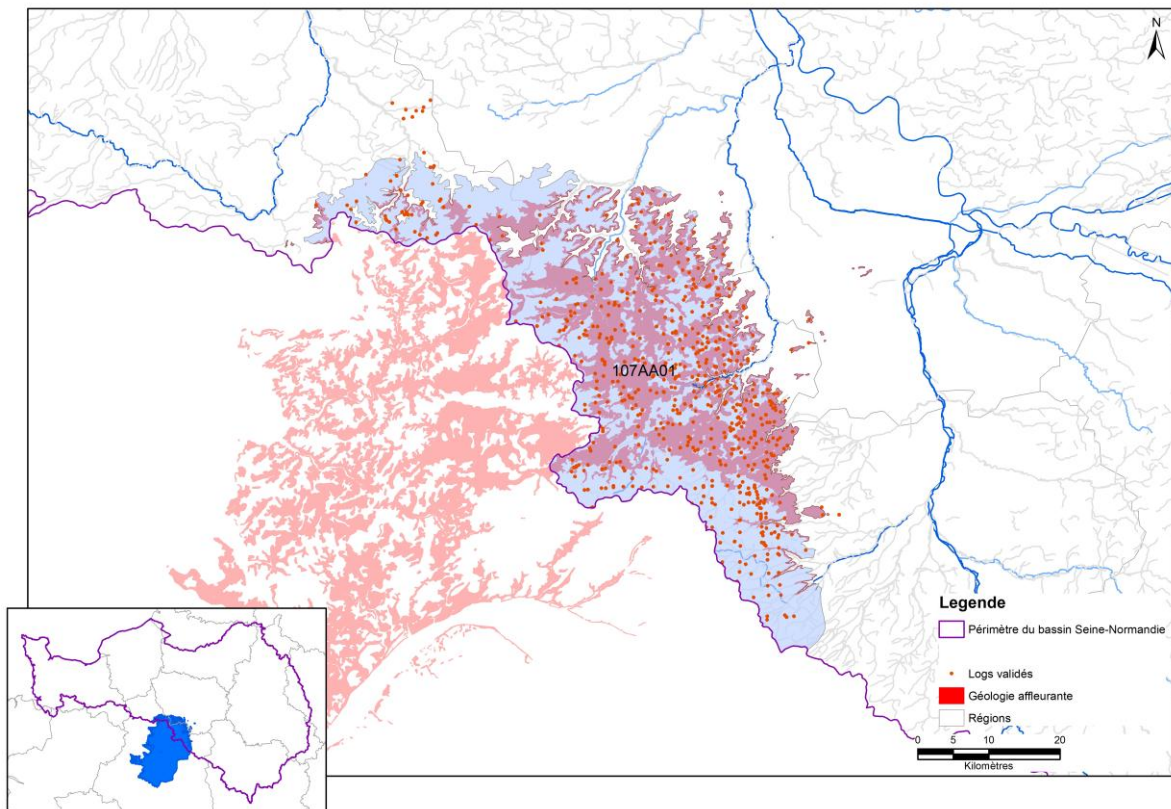 N
107AA01
Legende
Périmètre du bassin Seine-Normandie
Logs validés
Géologie affleurante
Régions
0 5 10 20
Kilomètres